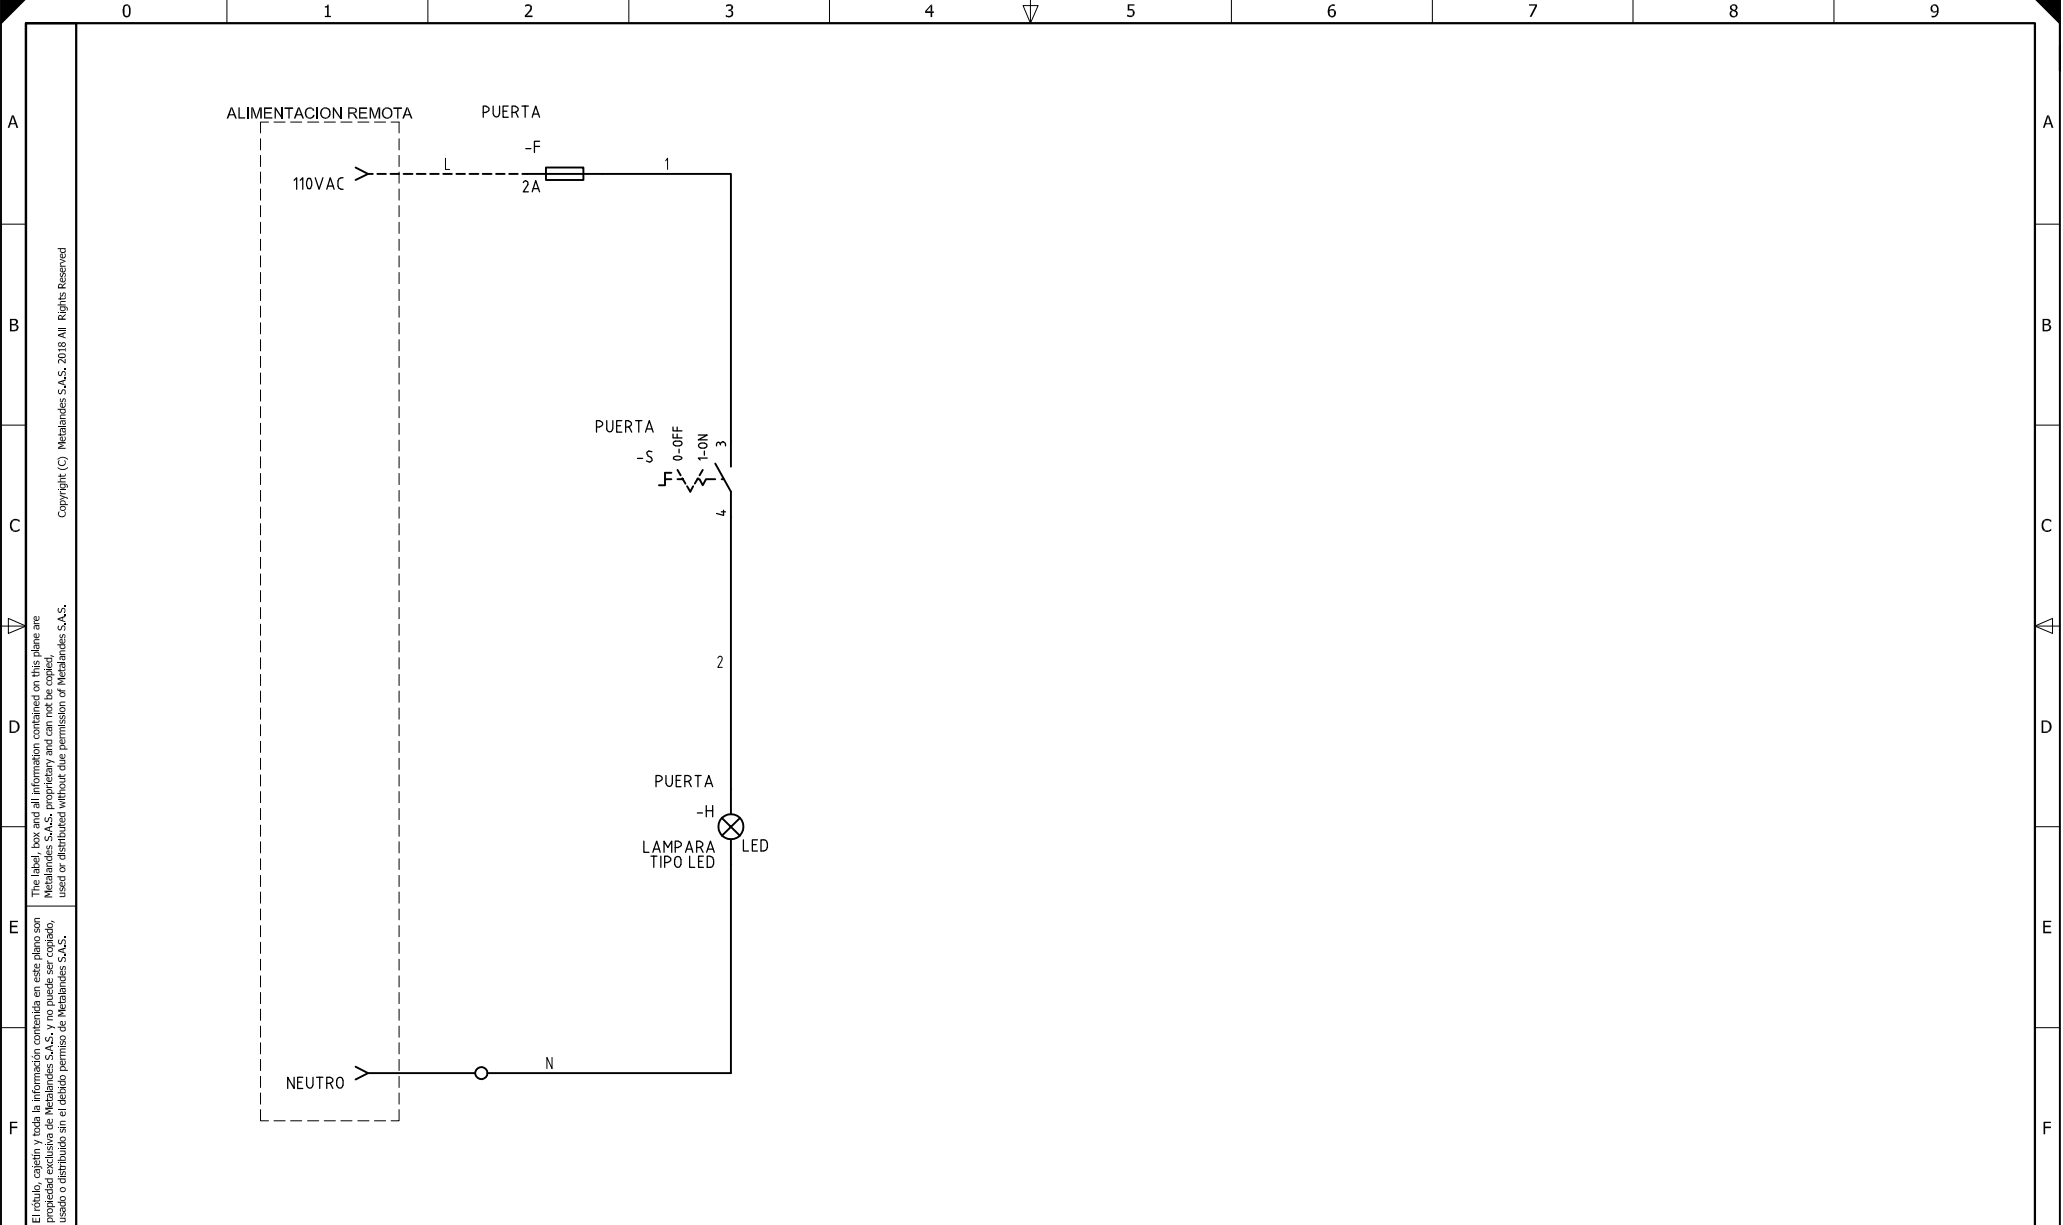 0 1 2 3 4 5 6 7 8 9
A A
ALIMENTACION REMOTA
PUERTA
-F
L
1
110VAC
2A
B B
Copyright (C) Metalandes S.A.S. 2018 All Rights Reserved
PUERTA
-S
0-OFF
1-ON
3
4
C C
The label, box and all information contained on this plane are
Metalandes S.A.S. proprietary and can not be copied,
used or distributed without due permission of Metalandes S.A.S.
2
D D
PUERTA
-H
LAMPARA
TIPO LED
LED
E E
El rótulo, cajetín y toda la información contenida en este plano son
propiedad exclusiva de Metalandes S.A.S. y no puede ser copiado,
usado o distribuido sin el debido permiso de Metalandes S.A.S.
N
NEUTRO
F F